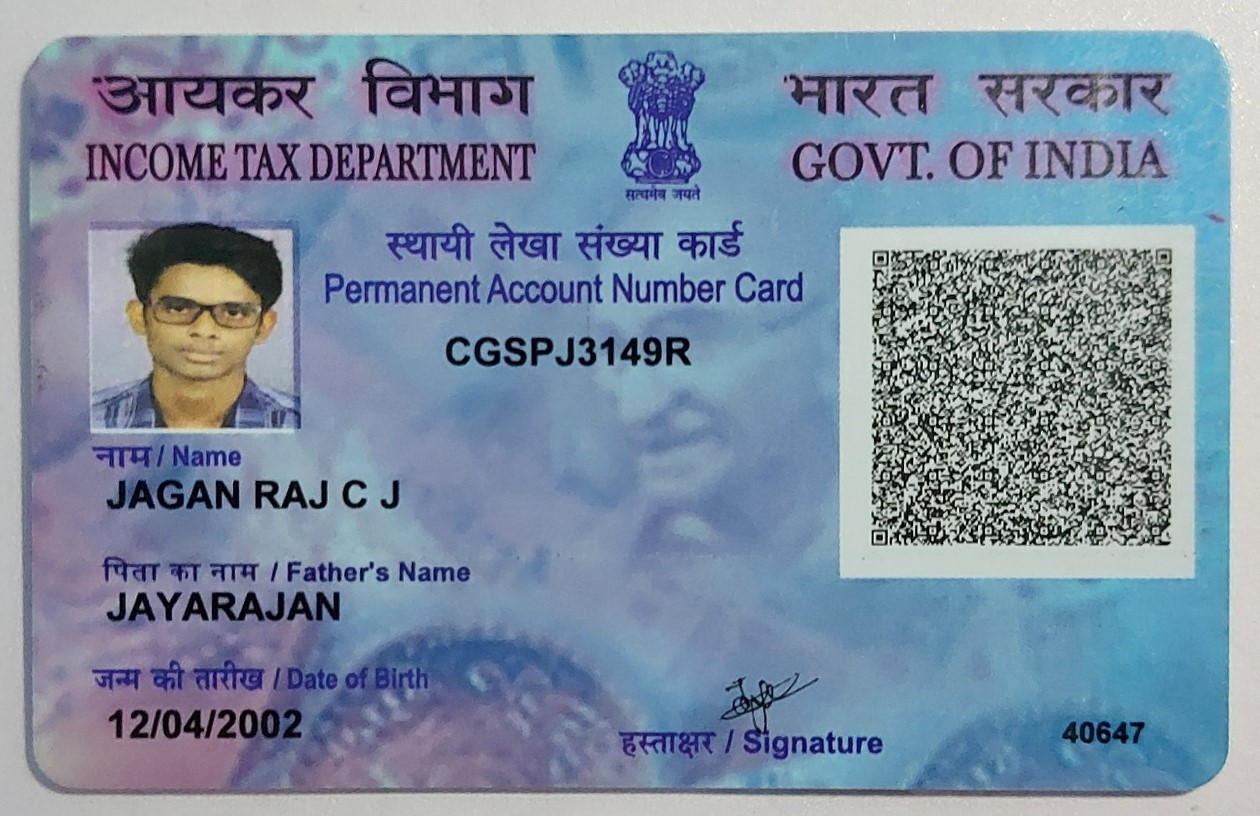 आयकर विभाग
INCOME TAX DEPARTMENT
सत्यमेव जयते
भारत सरकार
GOVT. OF INDIA
स्थायी लेखा संख्या कार्ड
Permanent Account Number Card
CGSPJ3149R
नाम / Name
JAGAN RAJ C J
पिता का नाम / Father's Name
JAYARAJAN
जन्म की तारीख / Date of Birth
12/04/2002
हस्ताक्षर / Signature
40647